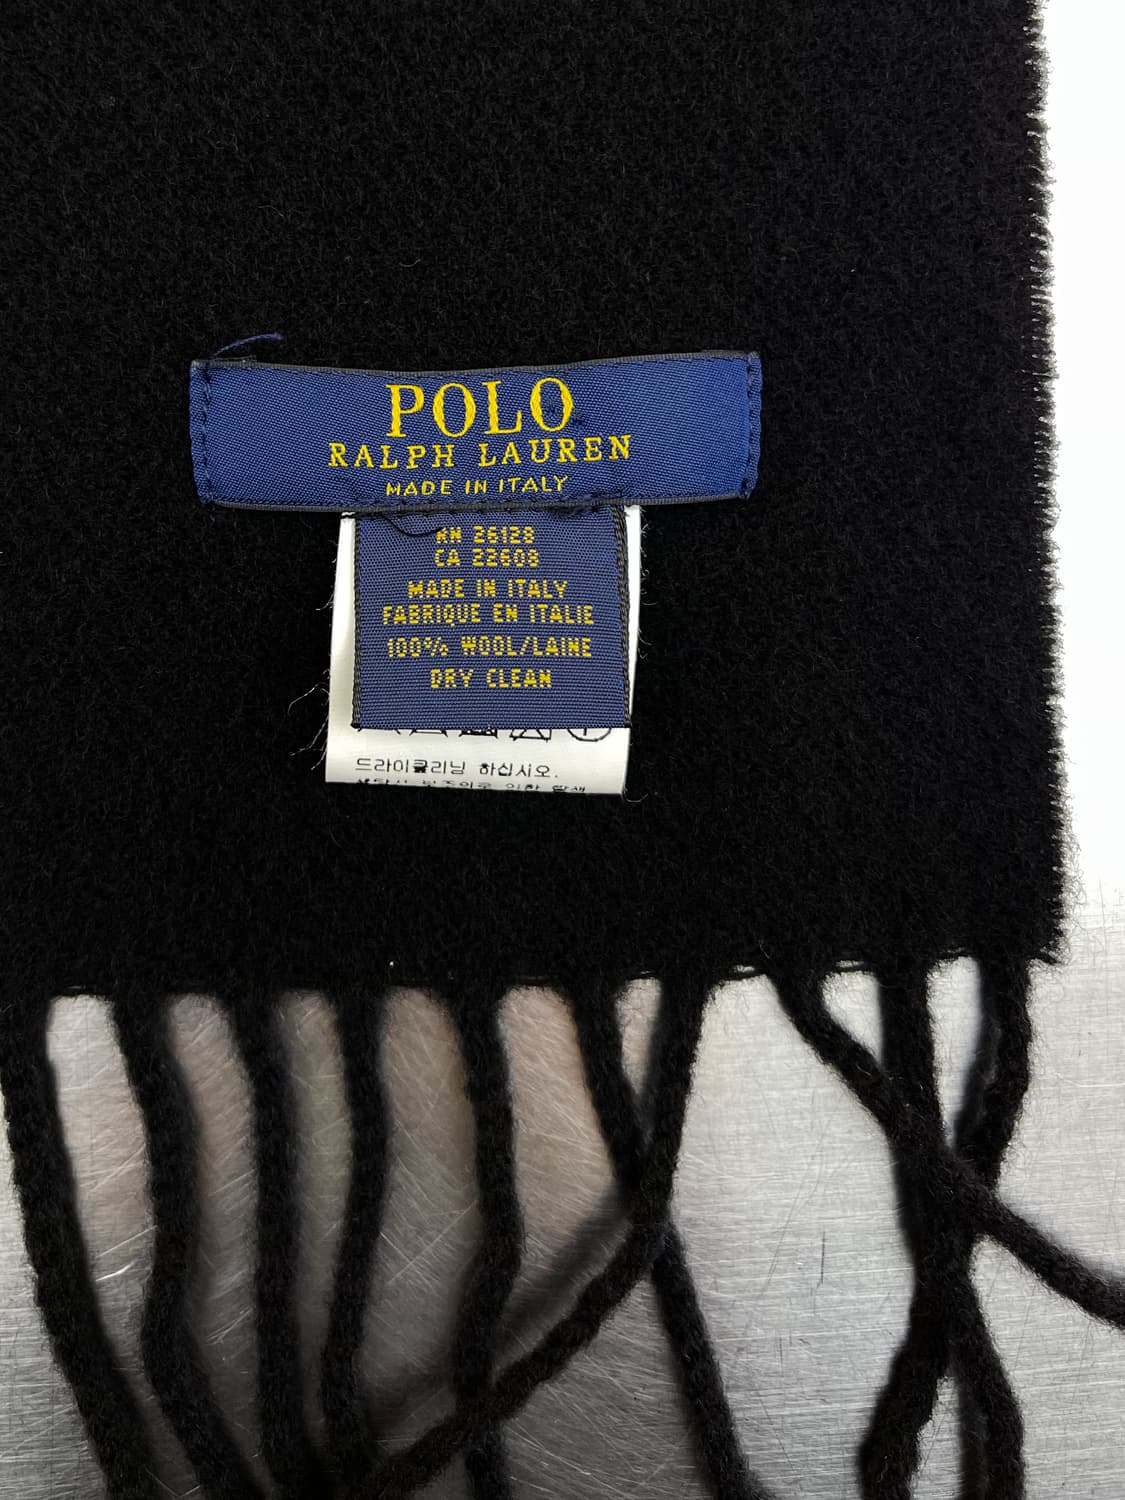 POLO
RALPH LAUREN
MADE IN ITALY
RN 26128
CA 22608
MADE IN ITALY
FABRIQUE EN ITALIE
100% WOOL/LAINE
DRY CLEAN
드라이클리닝 하십시오.